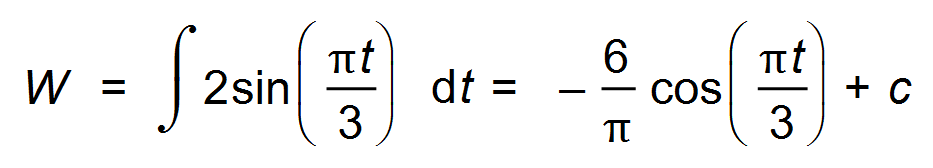 W = ∫ 2sin(πt/3) dt = −6/π cos(πt/3) + c